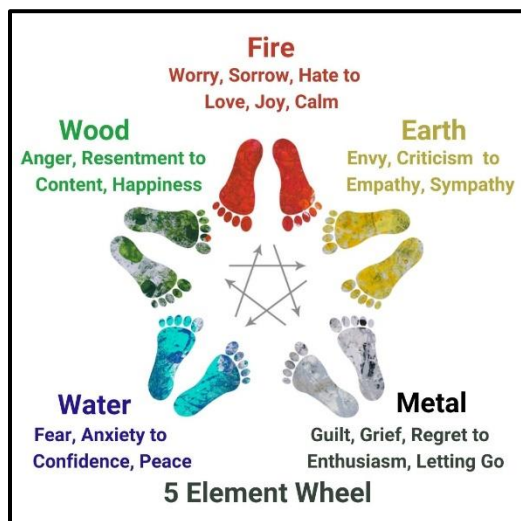 Fire
Worry, Sorrow, Hate to
Love, Joy, Calm
Wood
Anger, Resentment to
Content, Happiness
Earth
Envy, Criticism to
Empathy, Sympathy
Water
Fear, Anxiety to
Confidence, Peace
Metal
Guilt, Grief, Regret to
Enthusiasm, Letting Go
5 Element Wheel